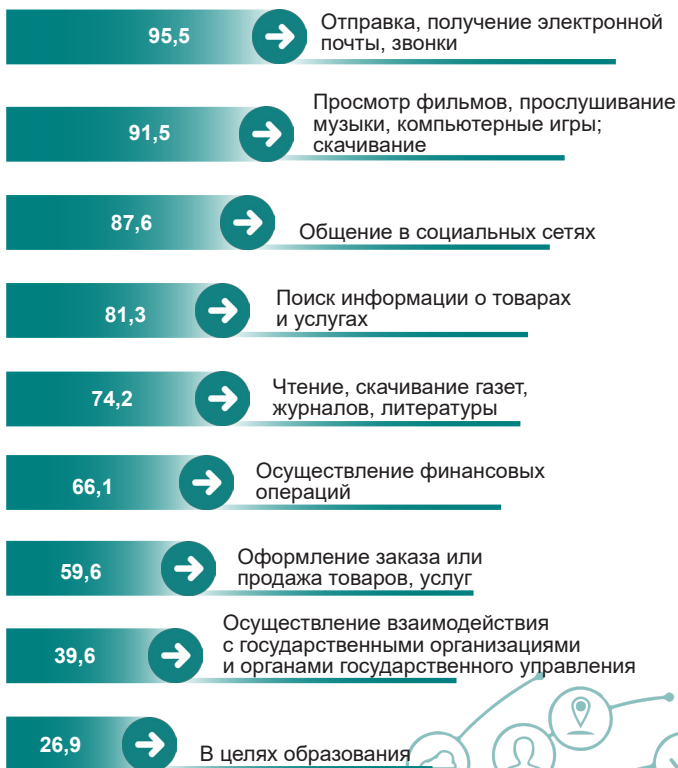 95,5
Отправка, получение электронной
почты, звонки
91,5
Просмотр фильмов, прослушивание
музыки, компьютерные игры;
скачивание
87,6
Общение в социальных сетях
81,3
Поиск информации о товарах
и услугах
74,2
Чтение, скачивание газет,
журналов, литературы
66,1
Осуществление финансовых
операций
59,6
Оформление заказа или
продажа товаров, услуг
39,6
Осуществление взаимодействия
с государственными организациями
и органами государственного управления
26,9
В целях образования